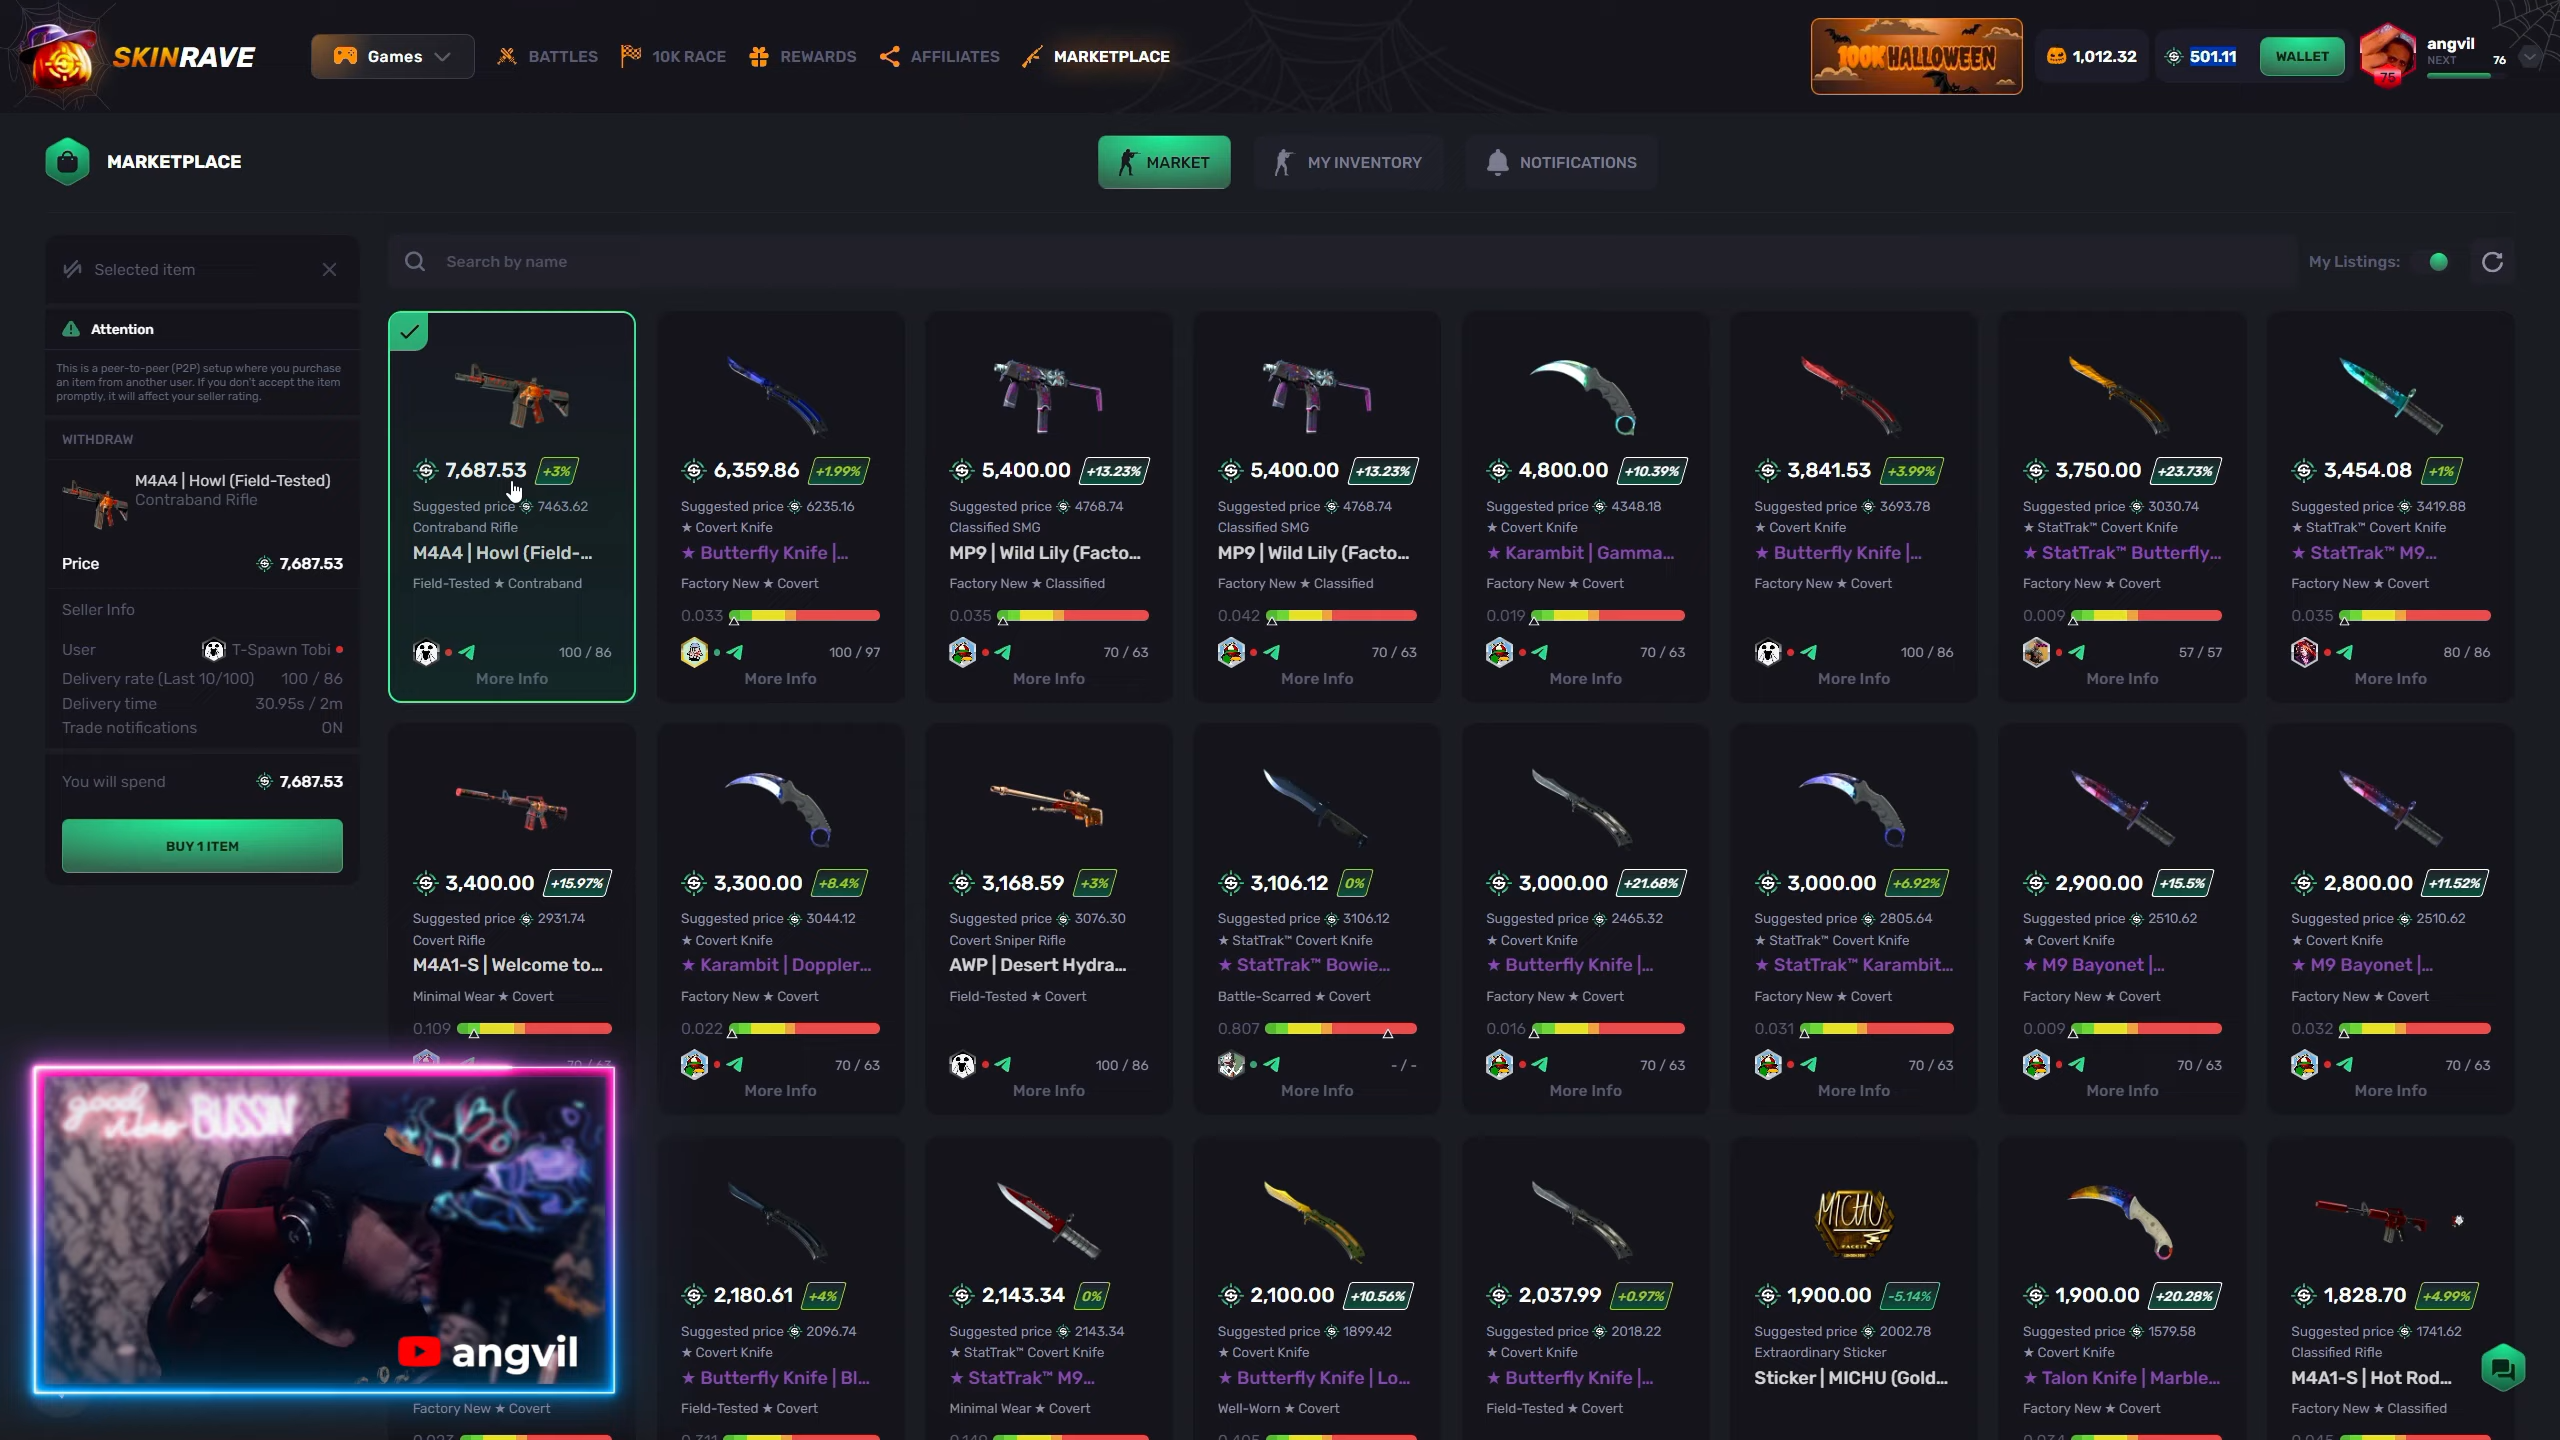 SKINRAVE
Games
BATTLES
10K RACE
REWARDS
AFFILIATES
MARKETPLACE
100K HALLOWEEN
1,012.32
501.11
WALLET
75
angvil
NEXT 76
MARKETPLACE
MARKET
MY INVENTORY
NOTIFICATIONS
Selected item
Attention
This is a peer-to-peer (P2P) setup where you purchase
an item from another user. If you don't accept the item
promptly, it will affect your seller rating.
WITHDRAW
M4A4 | Howl (Field-Tested)
Contraband Rifle
Price 7,687.53
Seller Info
User T-Spawn Tobi
Delivery rate (Last 10/100) 100 / 86
Delivery time 30.95s / 2m
Trade notifications ON
You will spend 7,687.53
BUY 1 ITEM
Search by name
My Listings:
7,687.53 +3%
Suggested price 7463.62
Contraband Rifle
M4A4 | Howl (Field-...
Field-Tested ★ Contraband
100 / 86
More Info
6,359.86 +1.99%
Suggested price 6235.16
★ Covert Knife
★ Butterfly Knife |...
Factory New ★ Covert
0.033
100 / 97
More Info
5,400.00 +13.23%
Suggested price 4768.74
Classified SMG
MP9 | Wild Lily (Facto...
Factory New ★ Classified
0.035
70 / 63
More Info
5,400.00 +13.23%
Suggested price 4768.74
Classified SMG
MP9 | Wild Lily (Facto...
Factory New ★ Classified
0.042
70 / 63
More Info
4,800.00 +10.39%
Suggested price 4348.18
★ Covert Knife
★ Karambit | Gamma...
Factory New ★ Covert
0.019
70 / 63
More Info
3,841.53 +3.99%
Suggested price 3693.78
★ Covert Knife
★ Butterfly Knife |...
Factory New ★ Covert
100 / 86
More Info
3,750.00 +23.73%
Suggested price 3030.74
★ StatTrak™ Covert Knife
★ StatTrak™ Butterfly...
Factory New ★ Covert
0.009
57 / 57
More Info
3,454.08 +1%
Suggested price 3419.88
★ StatTrak™ Covert Knife
★ StatTrak™ M9...
Factory New ★ Covert
0.035
80 / 86
More Info
3,400.00 +15.97%
Suggested price 2931.74
Covert Rifle
M4A1-S | Welcome to...
Minimal Wear ★ Covert
0.109
70 / 63
3,300.00 +8.4%
Suggested price 3044.12
★ Covert Knife
★ Karambit | Doppler...
Factory New ★ Covert
0.022
70 / 63
More Info
3,168.59 +3%
Suggested price 3076.30
Covert Sniper Rifle
AWP | Desert Hydra...
Field-Tested ★ Covert
100 / 86
More Info
3,106.12 0%
Suggested price 3106.12
★ StatTrak™ Covert Knife
★ StatTrak™ Bowie...
Battle-Scarred ★ Covert
0.807
- / -
More Info
3,000.00 +21.68%
Suggested price 2465.32
★ Covert Knife
★ Butterfly Knife |...
Factory New ★ Covert
0.016
70 / 63
More Info
3,000.00 +6.92%
Suggested price 2805.64
★ StatTrak™ Covert Knife
★ StatTrak™ Karambit...
Factory New ★ Covert
0.031
70 / 63
More Info
2,900.00 +15.5%
Suggested price 2510.62
★ Covert Knife
★ M9 Bayonet |...
Factory New ★ Covert
0.009
70 / 63
More Info
2,800.00 +11.52%
Suggested price 2510.62
★ Covert Knife
★ M9 Bayonet |...
Factory New ★ Covert
0.032
70 / 63
More Info
good
vibes BUSSIN'
angvil
Factory New ★ Covert
2,180.61 +4%
Suggested price 2096.74
★ Covert Knife
★ Butterfly Knife | Bl...
Field-Tested ★ Covert
2,143.34 0%
Suggested price 2143.34
★ StatTrak™ Covert Knife
★ StatTrak™ M9...
Minimal Wear ★ Covert
2,100.00 +10.56%
Suggested price 1899.42
★ Covert Knife
★ Butterfly Knife | Lo...
Well-Worn ★ Covert
2,037.99 +0.97%
Suggested price 2018.22
★ Covert Knife
★ Butterfly Knife |...
Field-Tested ★ Covert
MICHU
1,900.00 -5.14%
Suggested price 2002.78
Extraordinary Sticker
Sticker | MICHU (Gold...
1,900.00 +20.28%
Suggested price 1579.58
★ Covert Knife
★ Talon Knife | Marble...
Factory New ★ Covert
1,828.70 +4.99%
Suggested price 1741.62
Classified Rifle
M4A1-S | Hot Rod...
Factory New ★ Classified